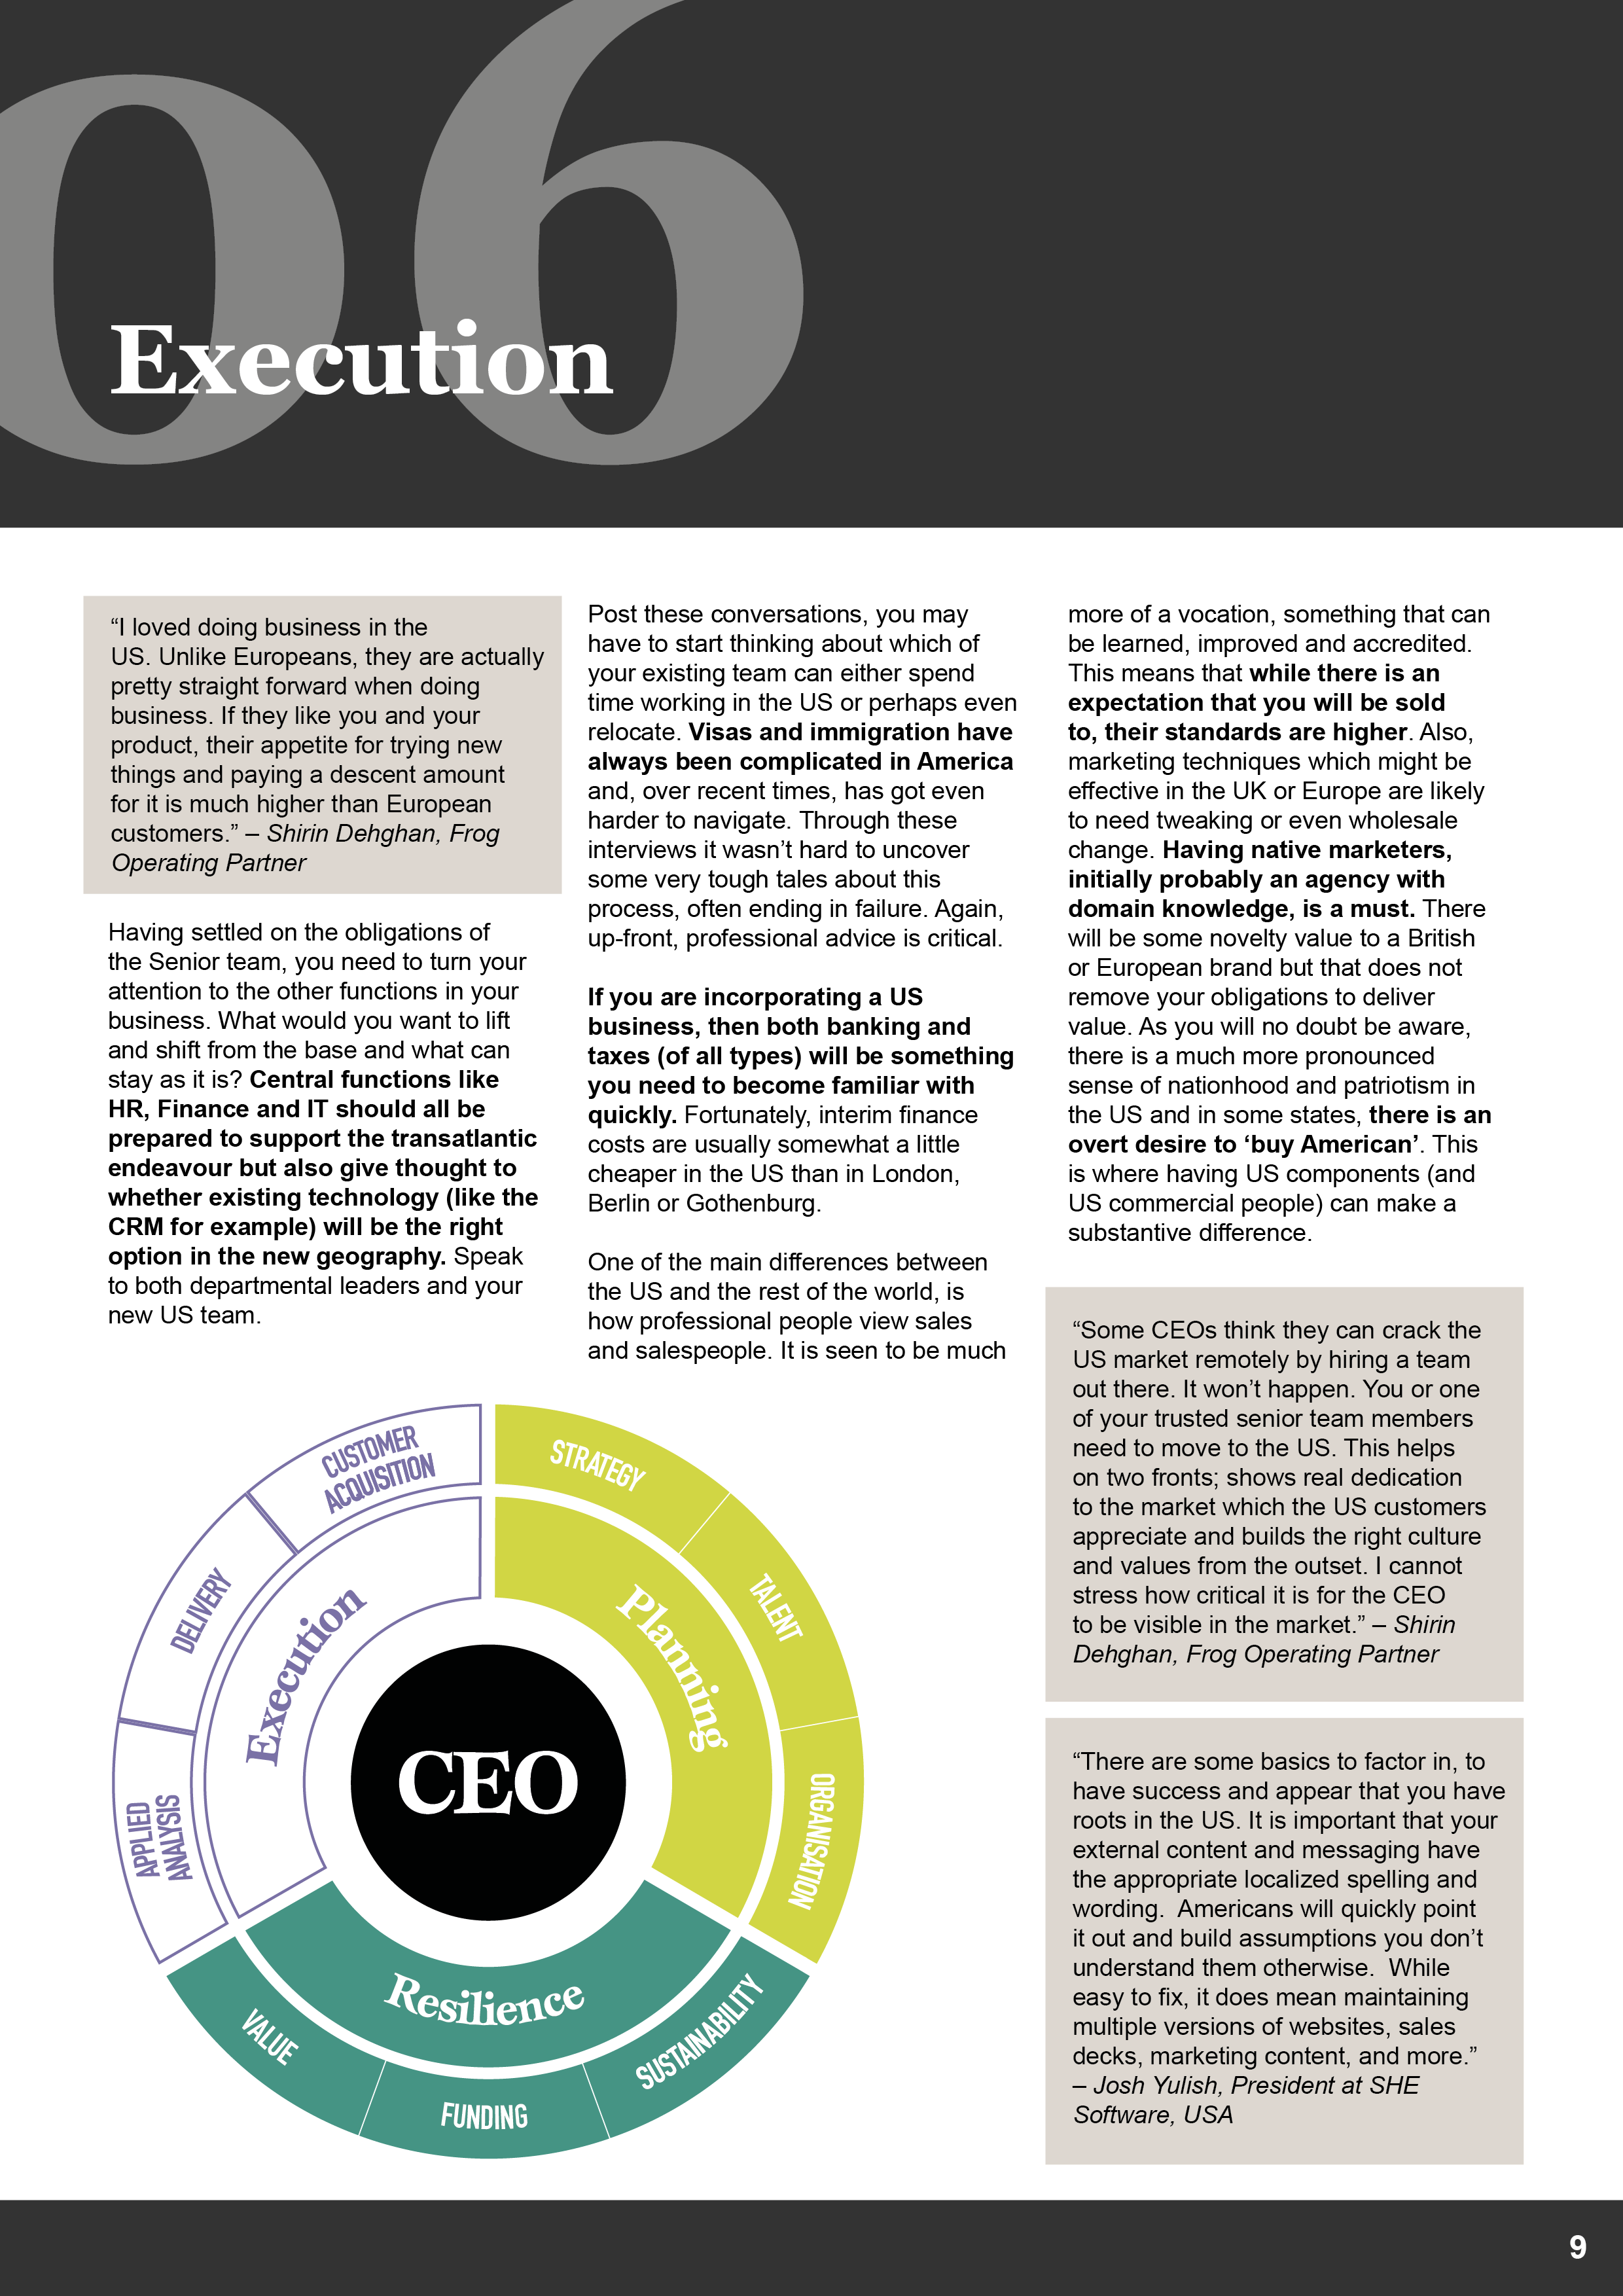 06
Execution
“I loved doing business in the
US. Unlike Europeans, they are actually
pretty straight forward when doing
business. If they like you and your
product, their appetite for trying new
things and paying a descent amount
for it is much higher than European
customers.” – Shirin Dehghan, Frog
Operating Partner
Having settled on the obligations of
the Senior team, you need to turn your
attention to the other functions in your
business. What would you want to lift
and shift from the base and what can
stay as it is? Central functions like
HR, Finance and IT should all be
prepared to support the transatlantic
endeavour but also give thought to
whether existing technology (like the
CRM for example) will be the right
option in the new geography. Speak
to both departmental leaders and your
new US team.
Post these conversations, you may
have to start thinking about which of
your existing team can either spend
time working in the US or perhaps even
relocate. Visas and immigration have
always been complicated in America
and, over recent times, has got even
harder to navigate. Through these
interviews it wasn’t hard to uncover
some very tough tales about this
process, often ending in failure. Again,
up-front, professional advice is critical.
If you are incorporating a US
business, then both banking and
taxes (of all types) will be something
you need to become familiar with
quickly. Fortunately, interim finance
costs are usually somewhat a little
cheaper in the US than in London,
Berlin or Gothenburg.
One of the main differences between
the US and the rest of the world, is
how professional people view sales
and salespeople. It is seen to be much
more of a vocation, something that can
be learned, improved and accredited.
This means that while there is an
expectation that you will be sold
to, their standards are higher. Also,
marketing techniques which might be
effective in the UK or Europe are likely
to need tweaking or even wholesale
change. Having native marketers,
initially probably an agency with
domain knowledge, is a must. There
will be some novelty value to a British
or European brand but that does not
remove your obligations to deliver
value. As you will no doubt be aware,
there is a much more pronounced
sense of nationhood and patriotism in
the US and in some states, there is an
overt desire to ‘buy American’. This
is where having US components (and
US commercial people) can make a
substantive difference.
“Some CEOs think they can crack the
US market remotely by hiring a team
out there. It won’t happen. You or one
of your trusted senior team members
need to move to the US. This helps
on two fronts; shows real dedication
to the market which the US customers
appreciate and builds the right culture
and values from the outset. I cannot
stress how critical it is for the CEO
to be visible in the market.” – Shirin
Dehghan, Frog Operating Partner
“There are some basics to factor in, to
have success and appear that you have
roots in the US. It is important that your
external content and messaging have
the appropriate localized spelling and
wording.  Americans will quickly point
it out and build assumptions you don’t
understand them otherwise.  While
easy to fix, it does mean maintaining
multiple versions of websites, sales
decks, marketing content, and more.”
– Josh Yulish, President at SHE
Software, USA
CUSTOMER
ACQUISITION
STRATEGY
DELIVERY
TALENT
Execution
Planning
CEO
APPLIED
ANALYSIS
ORGANISATION
Resilience
VALUE
SUSTAINABILITY
FUNDING
9